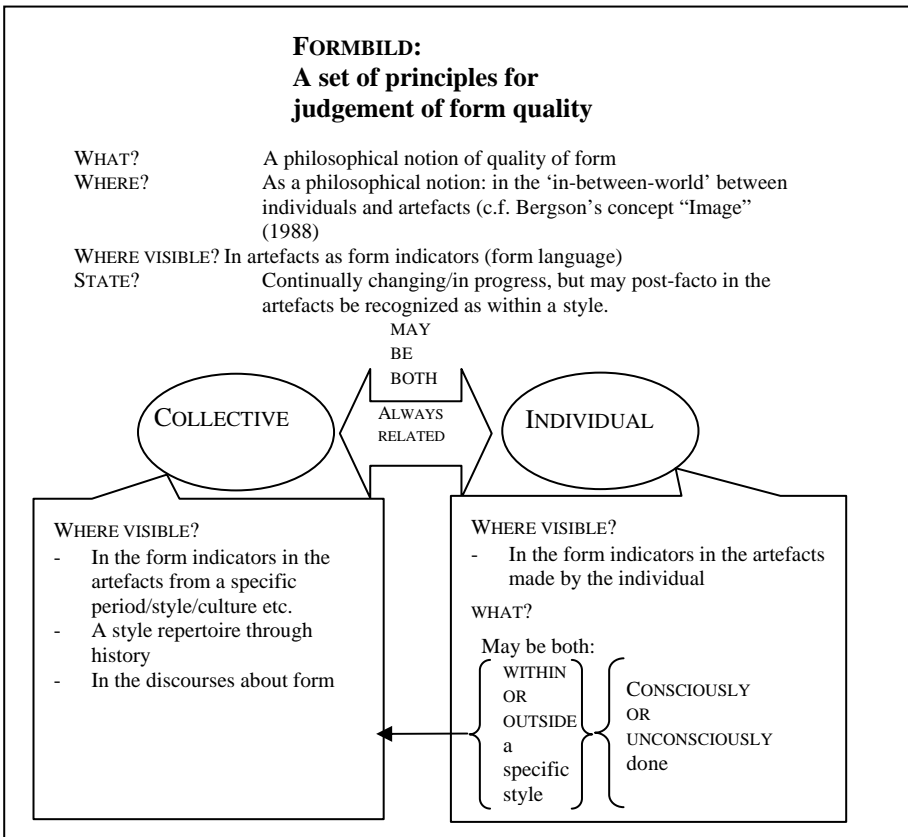 FORMBILD:
A set of principles for
judgement of form quality
WHAT? A philosophical notion of quality of form
WHERE? As a philosophical notion: in the ‘in-between-world’ between
individuals and artefacts (c.f. Bergson’s concept “Image”
(1988)
WHERE VISIBLE? In artefacts as form indicators (form language)
STATE? Continually changing/in progress, but may post-facto in the
artefacts be recognized as within a style.
MAY
BE
BOTH
ALWAYS
RELATED
COLLECTIVE
INDIVIDUAL
WHERE VISIBLE?
- In the form indicators in the
artefacts from a specific
period/style/culture etc.
- A style repertoire through
history
- In the discourses about form
WHERE VISIBLE?
- In the form indicators in the artefacts
made by the individual
WHAT?
May be both:
WITHIN
OR
OUTSIDE
a
specific
style
CONSCIOUSLY
OR
UNCONSCIOUSLY
done